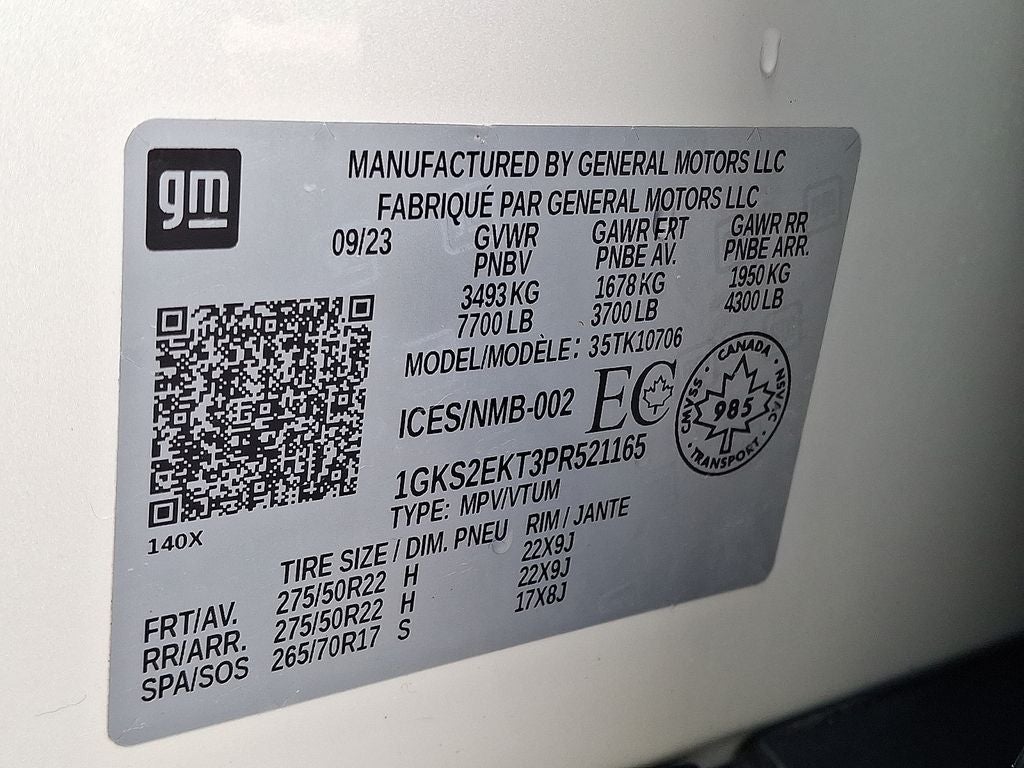 gm
MANUFACTURED BY GENERAL MOTORS LLC
FABRIQUÉ PAR GENERAL MOTORS LLC
09/23 GVWR GAWR FRT GAWR RR
PNBV PNBE AV. PNBE ARR.
3493 KG 1678 KG 1950 KG
7700 LB 3700 LB 4300 LB
MODEL/MODÈLE: 35TK10706
ICES/NMB-002 EC
CANADA
NSVAC
TRANSPORT
CMVSS
985
1GKS2EKT3PR521165
TYPE: MPV/VTUM
140X
TIRE SIZE / DIM. PNEU RIM / JANTE
FRT/AV. 275/50R22 H 22X9J
RR/ARR. 275/50R22 H 22X9J
SPA/SOS 265/70R17 S 17X8J